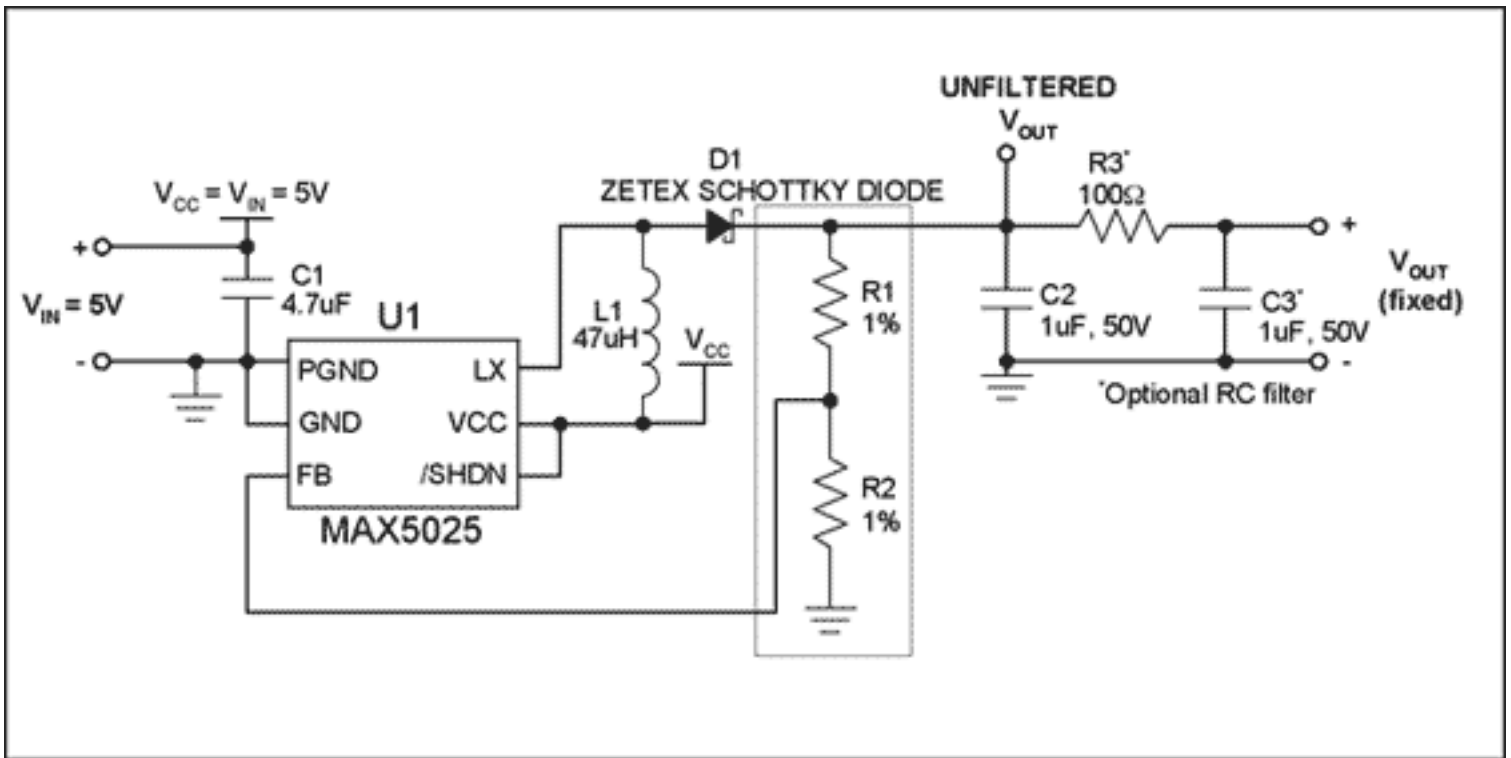 UNFILTERED
VOUT
D1
ZETEX SCHOTTKY DIODE
R3*
100Ω
VCC = VIN = 5V
+
C1
4.7uF
VIN = 5V
-
U1
PGND
GND
FB
LX
VCC
/SHDN
MAX5025
L1
47uH
VCC
R1
1%
R2
1%
C2
1uF, 50V
C3*
1uF, 50V
+
VOUT
(fixed)
-
*Optional RC filter